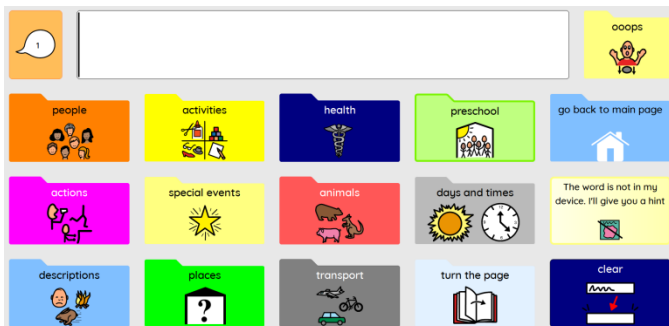 1
ooops
people
activities
health
preschool
go back to main page
actions
special events
animals
days and times
The word is not in my
device. I'll give you a hint
descriptions
places
?
transport
turn the page
clear